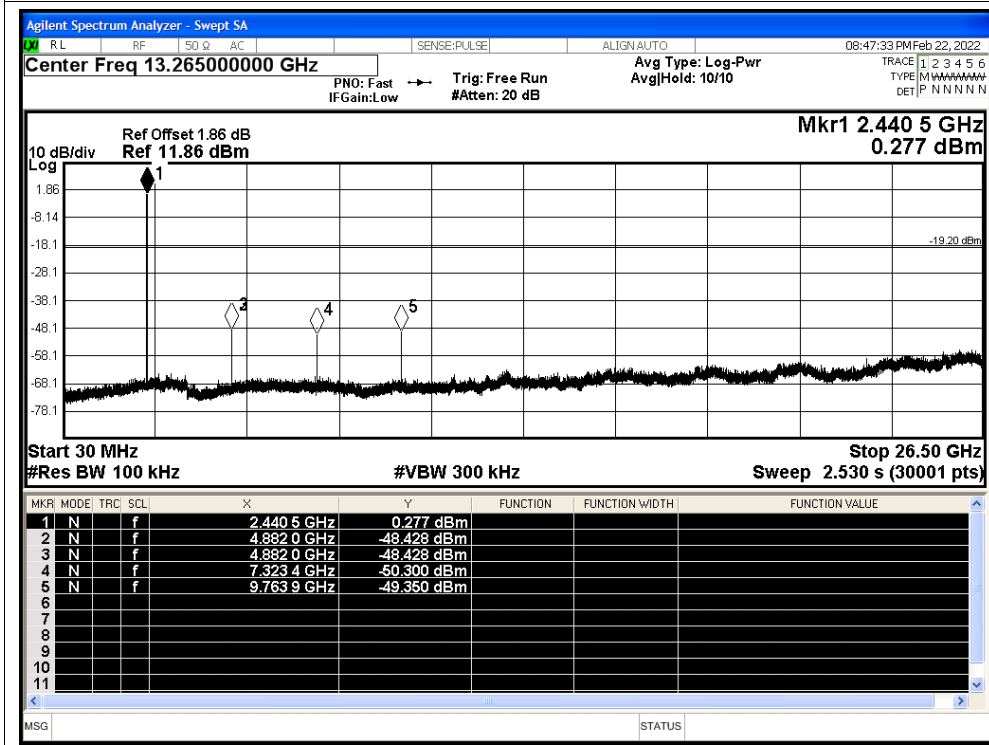 Agilent Spectrum Analyzer - Swept SA
LXI RL RF 50 Ω AC SENSE:PULSE ALIGN AUTO 08:47:33 PM Feb 22, 2022
Center Freq 13.265000000 GHz
PNO: Fast Trig: Free Run Avg Type: Log-Pwr TRACE 1 2 3 4 5 6
IFGain:Low #Atten: 20 dB Avg|Hold: 10/10 TYPE M
DET P N N N N N
Ref Offset 1.86 dB Mkr1 2.440 5 GHz
10 dB/div Ref 11.86 dBm 0.277 dBm
Log
1
1.86
-8.14
-18.1
-19.20 dBm
-28.1
-38.1
4
5
-48.1
-58.1
-68.1
-78.1
Start 30 MHz Stop 26.50 GHz
#Res BW 100 kHz #VBW 300 kHz Sweep 2.530 s (30001 pts)
MKR MODE TRC SCL X Y FUNCTION FUNCTION WIDTH FUNCTION VALUE
1 N f 2.440 5 GHz 0.277 dBm
2 N f 4.882 0 GHz -48.428 dBm
3 N f 4.882 0 GHz -48.428 dBm
4 N f 7.323 4 GHz -50.300 dBm
5 N f 9.763 9 GHz -49.350 dBm
6
7
8
9
10
11
MSG STATUS